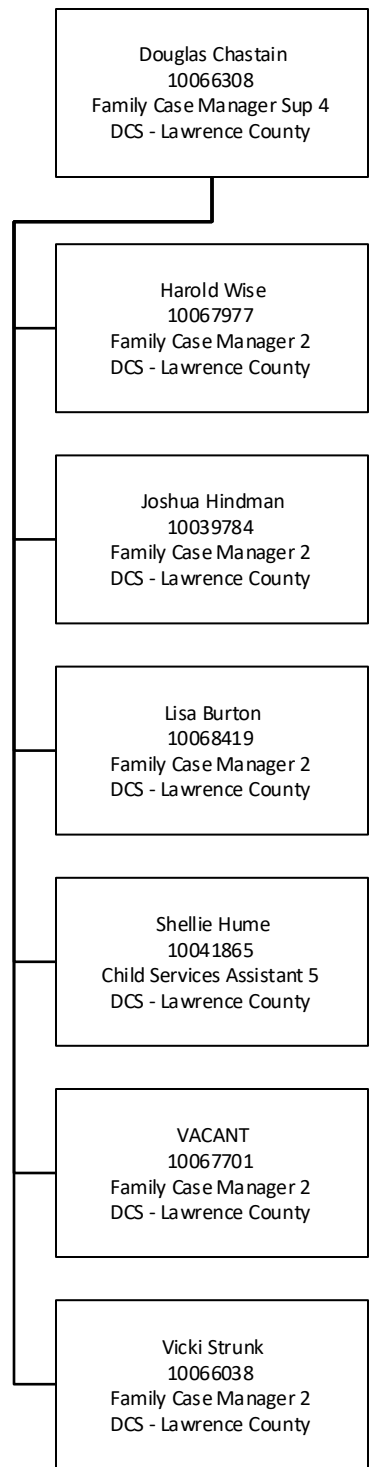 Douglas Chastain
10066308
Family Case Manager Sup 4
DCS - Lawrence County
Harold Wise
10067977
Family Case Manager 2
DCS - Lawrence County
Joshua Hindman
10039784
Family Case Manager 2
DCS - Lawrence County
Lisa Burton
10068419
Family Case Manager 2
DCS - Lawrence County
Shellie Hume
10041865
Child Services Assistant 5
DCS - Lawrence County
VACANT
10067701
Family Case Manager 2
DCS - Lawrence County
Vicki Strunk
10066038
Family Case Manager 2
DCS - Lawrence County